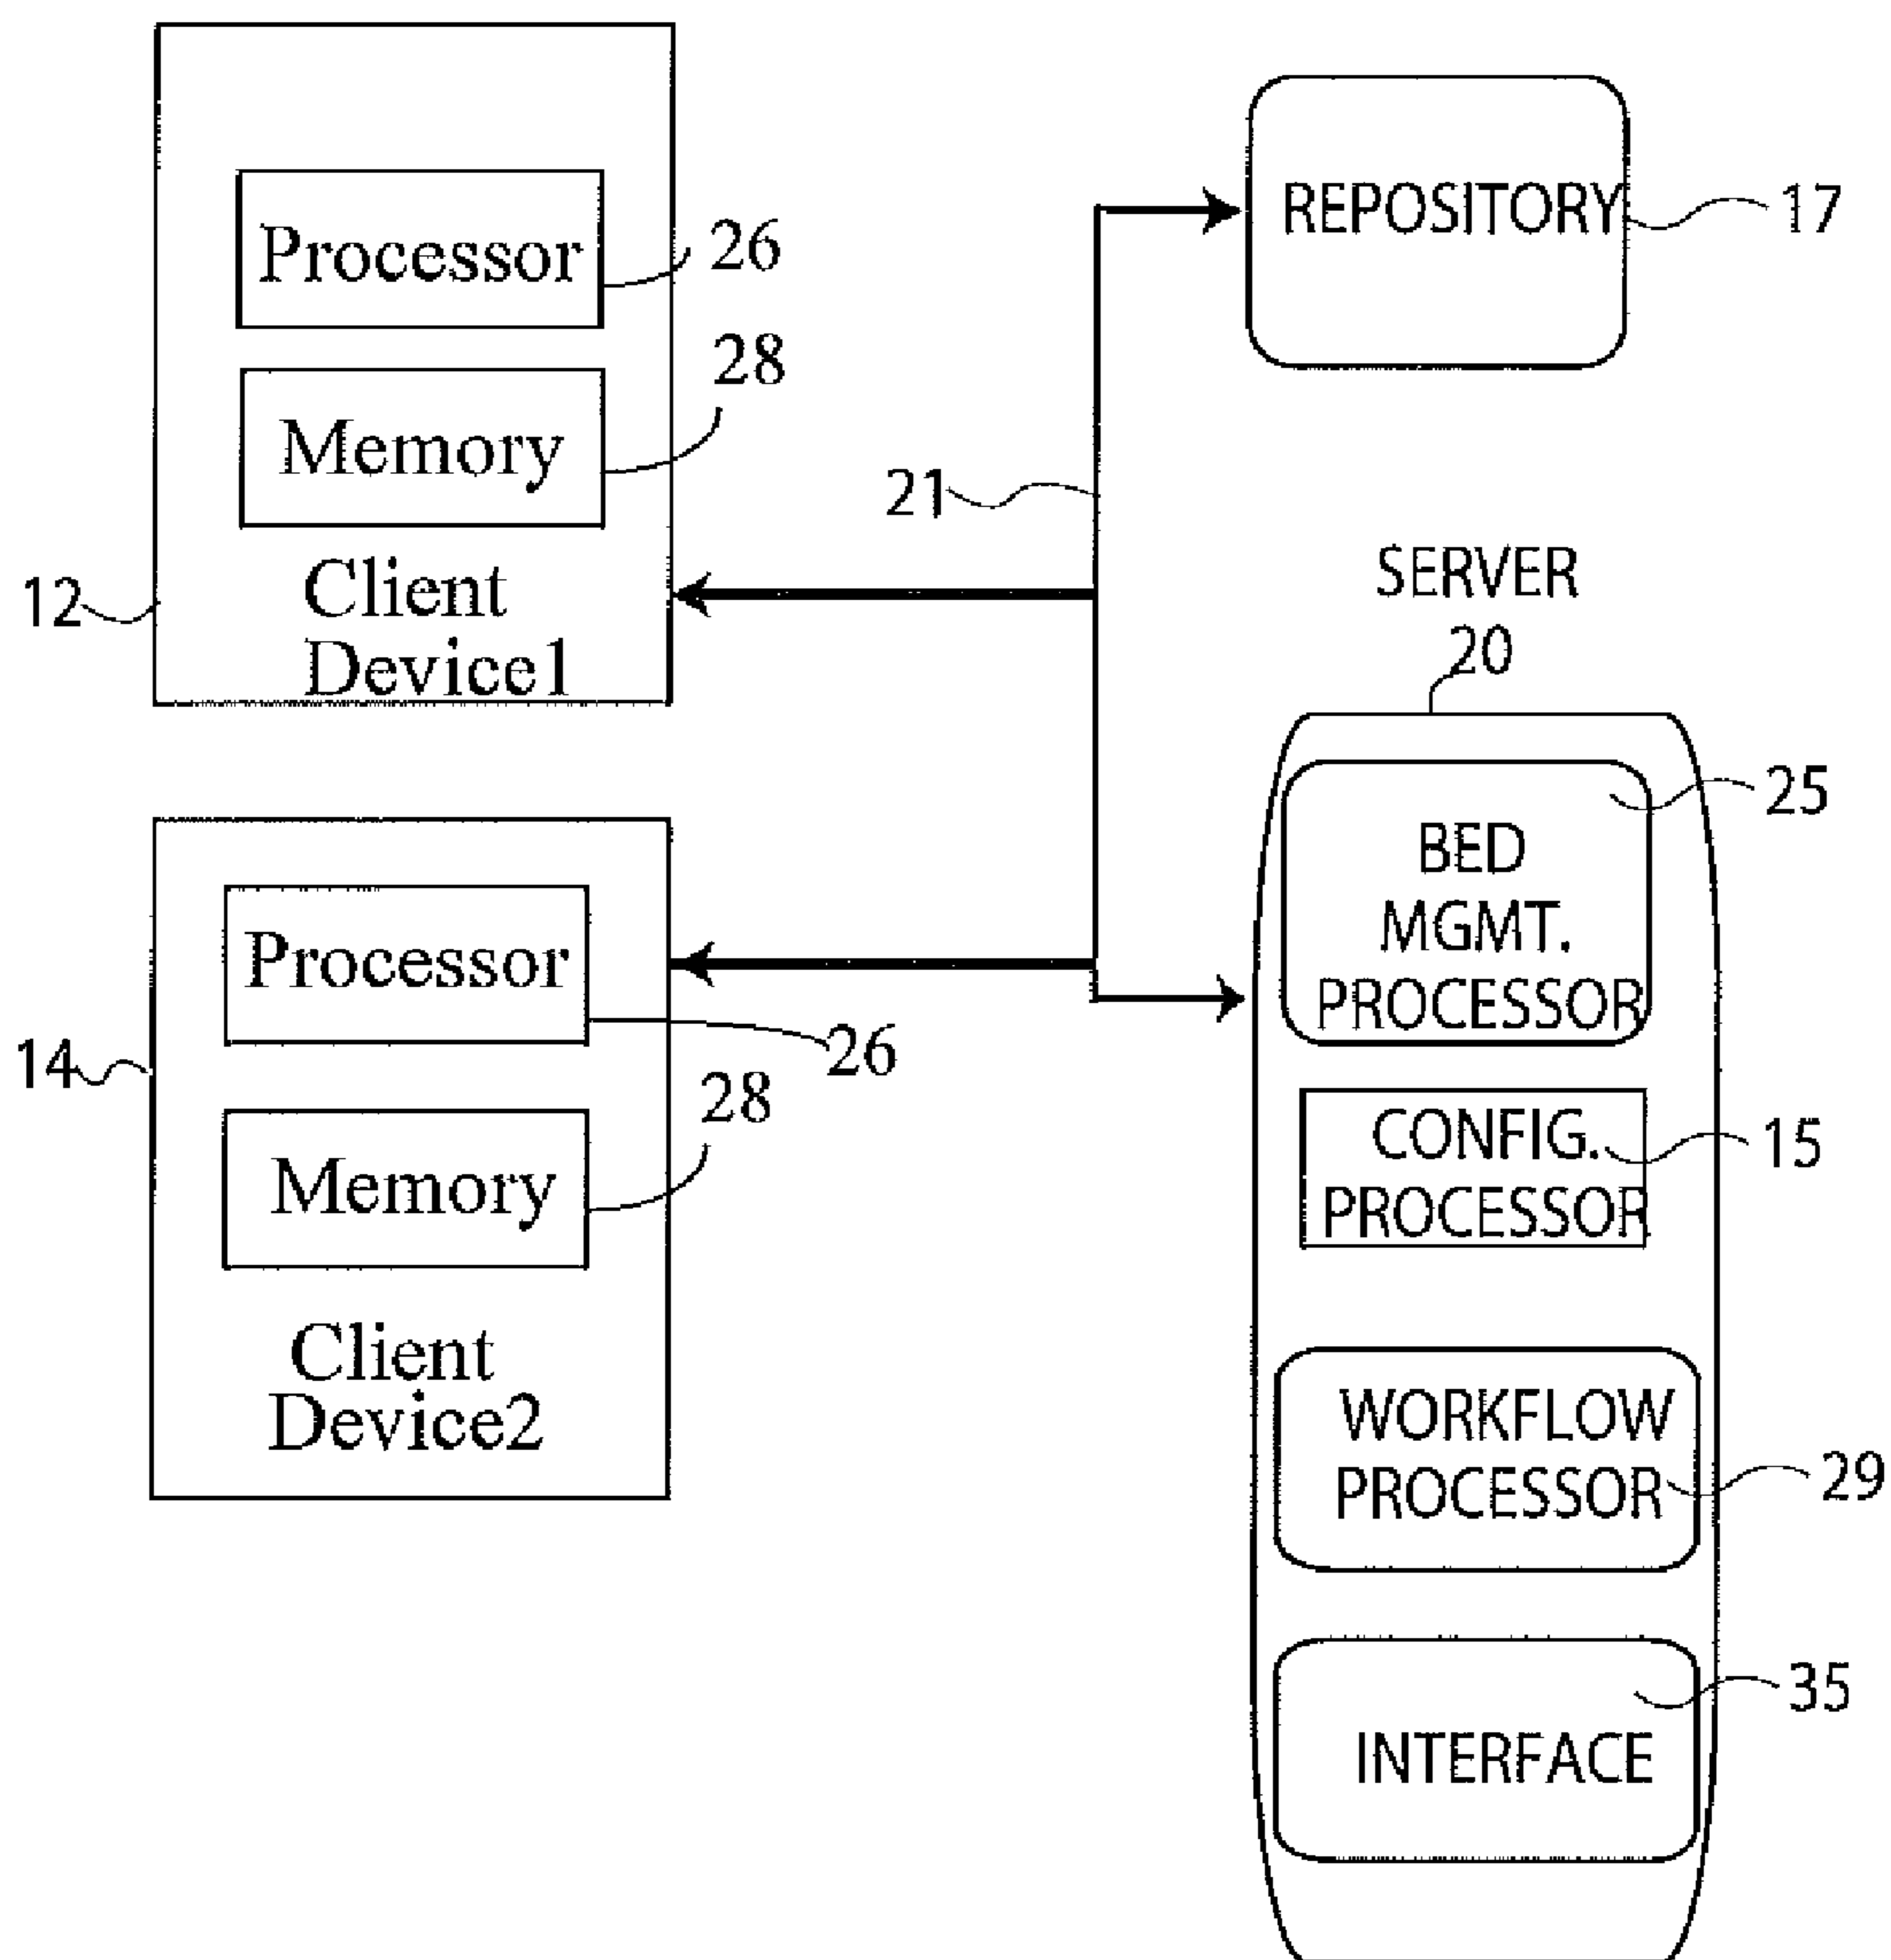 Processor
26
Memory
28
Client
Device1
12
Processor
26
Memory
28
Client
Device2
14
21
REPOSITORY
17
SERVER
20
BED
MGMT.
PROCESSOR
25
CONFIG.
PROCESSOR
15
WORKFLOW
PROCESSOR
29
INTERFACE
35